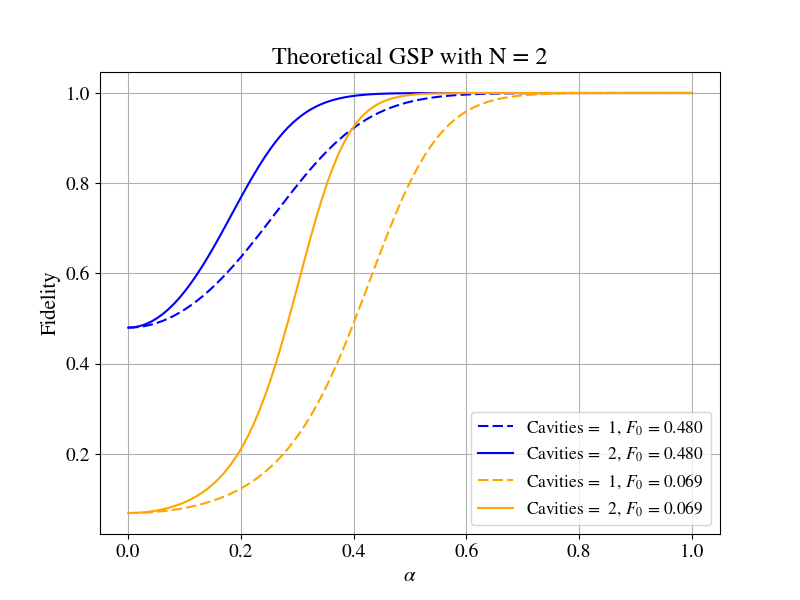 Theoretical GSP with N = 2
Fidelity
1.0
0.8
0.6
0.4
0.2
0.0
0.2
0.4
0.6
0.8
1.0
α
Cavities = 1, F₀ = 0.480
Cavities = 2, F₀ = 0.480
Cavities = 1, F₀ = 0.069
Cavities = 2, F₀ = 0.069